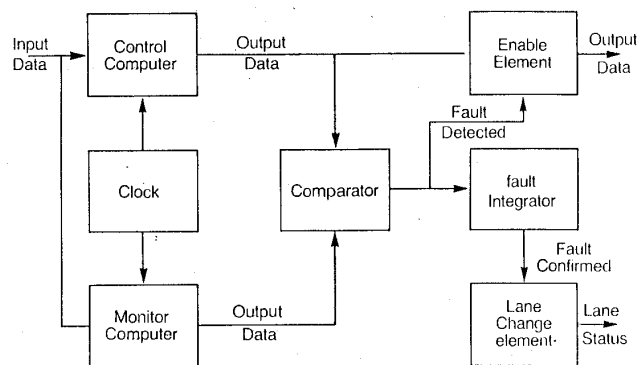 Input
Data
Control
Computer
Output
Data
Enable
Element
Output
Data
Fault
Detected
Clock
Comparator
fault
Integrator
Fault
Confirmed
Monitor
Computer
Output
Data
Lane
Change
element
Lane
Status